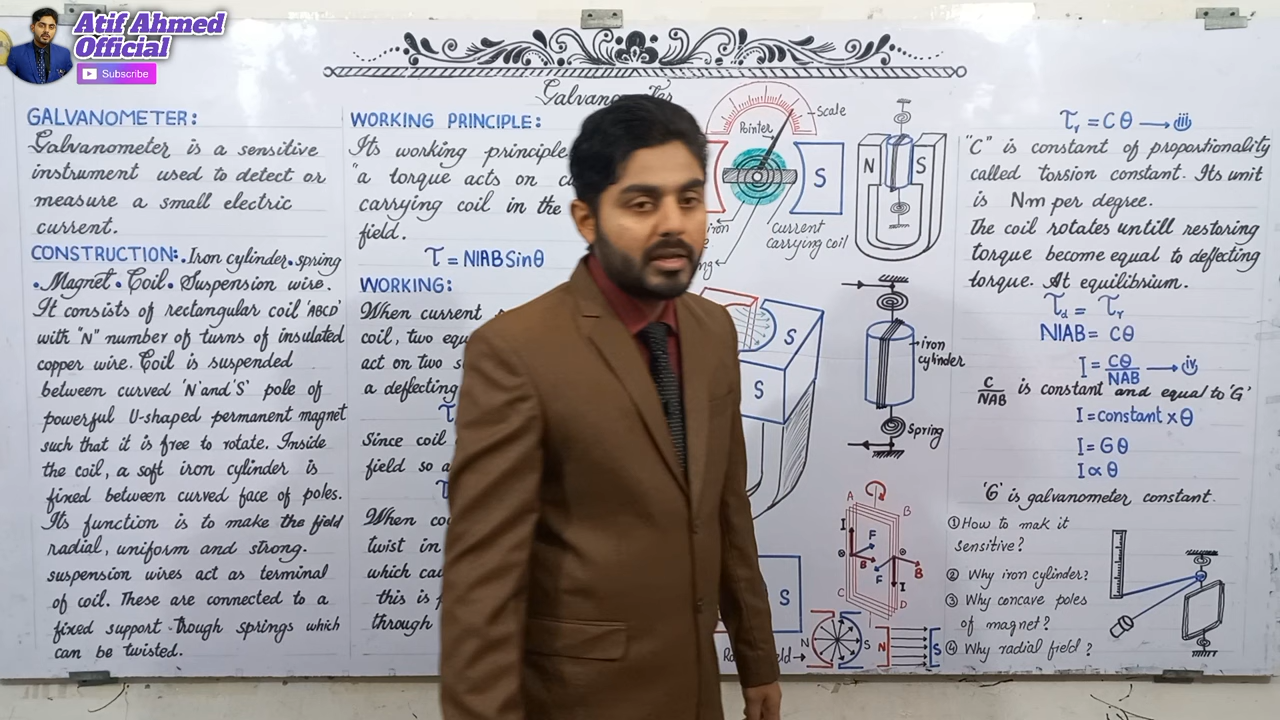 Atif Ahmed
Official
Subscribe
GALVANOMETER:
Galvanometer is a sensitive
instrument used to detect or
measure a small electric
current.
CONSTRUCTION:. Iron cylinder. spring
. Magnet. Coil. Suspension wire.
It consists of rectangular coil 'ABCD'
with "N" number of turns of insulated
copper wire. Coil is suspended
between curved 'N' and 'S' pole of
powerful U-shaped permanent magnet
such that it is free to rotate. Inside
the coil, a soft iron cylinder is
fixed between curved face of poles.
Its function is to make the field
radial, uniform and strong.
suspension wires act as terminal
of coil. These are connected to a
fixed support trough springs which
can be twisted.
WORKING PRINCIPLE:
Its working principle
"a torque acts on
carrying coil in the
field.
τ = NIAB Sinθ
WORKING:
When current
coil, two
act on two
a deflecting
Since coil
field so
When
twist in
which
this is
through
Scale
Pointer
S
iron
current
carrying coil
N S
S
S
iron
cylinder
spring
A
B
I
F
B
F
B
I
C
D
S
N S
N S
τr = Cθ → iii
"C" is constant of proportionality
called torsion constant. Its unit
is Nm per degree.
The coil rotates untill restoring
torque become equal to deflecting
torque. At equilibrium.
τd = τr
NIAB = Cθ
I = Cθ/NAB → iv
C/NAB is constant and equal to 'G'
I = constant x θ
I = G θ
I ∝ θ
'G' is galvanometer constant.
① How to make it
sensitive?
② Why iron cylinder?
③ Why concave poles
of magnet?
④ Why radial field?